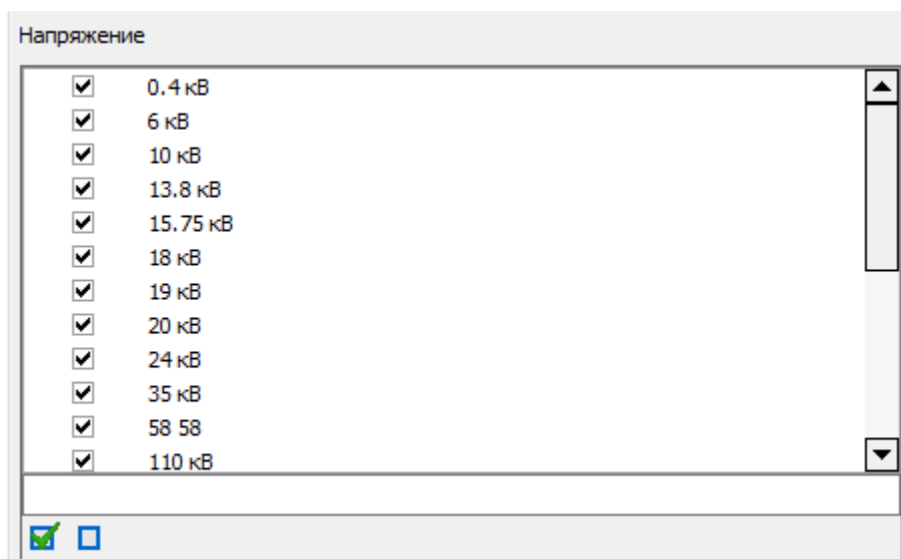 Напряжение
0.4 кВ
6 кВ
10 кВ
13.8 кВ
15.75 кВ
18 кВ
19 кВ
20 кВ
24 кВ
35 кВ
58 58
110 кВ